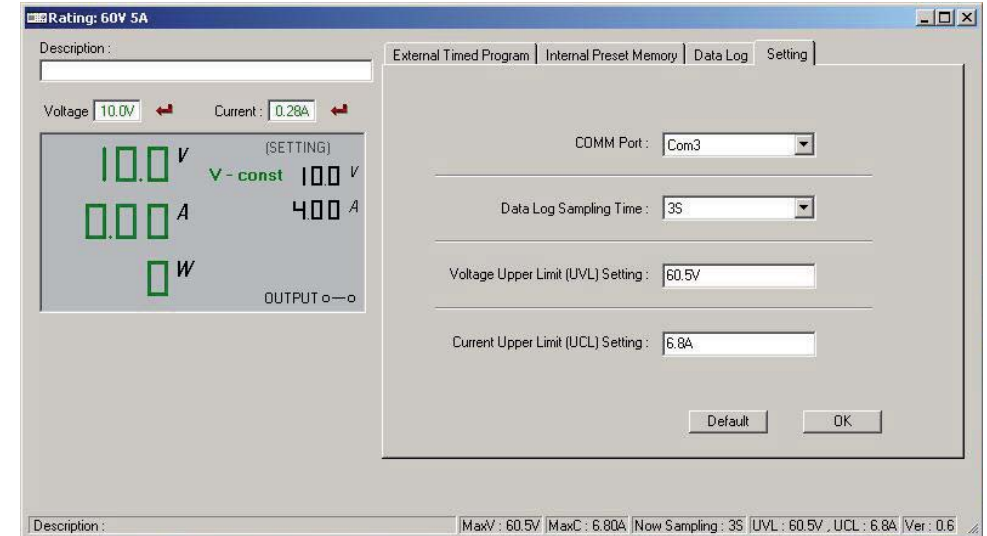 Rating: 60V 5A
Description :
External Timed Program Internal Preset Memory Data Log Setting
Voltage 10.0V Current : 0.28A
10.0 V (SETTING)
V - const 10.0 V
0.00 A 4.00 A
0 W
OUTPUT o—o
COMM Port : Com3
Data Log Sampling Time : 3S
Voltage Upper Limit (UVL) Setting : 60.5V
Current Upper Limit (UCL) Setting : 6.8A
Default OK
Description : MaxV : 60.5V MaxC : 6.80A Now Sampling : 3S UVL : 60.5V , UCL : 6.8A Ver : 0.6